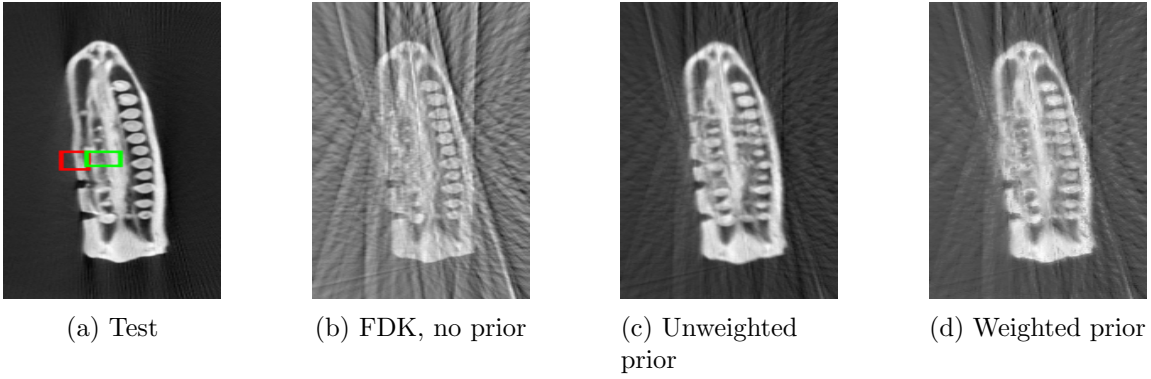 (a) Test
(b) FDK, no prior
(c) Unweighted
prior
(d) Weighted prior